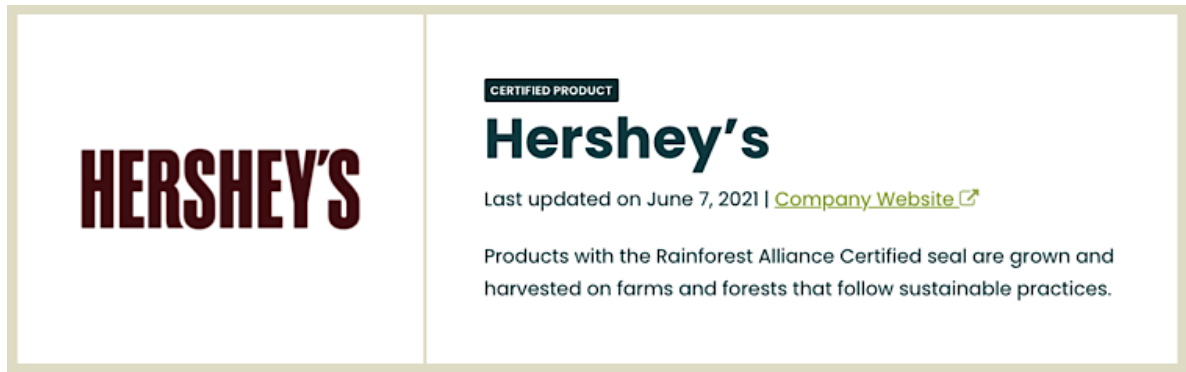 HERSHEY'S
CERTIFIED PRODUCT
Hershey’s
Last updated on June 7, 2021 | Company Website
Products with the Rainforest Alliance Certified seal are grown and
harvested on farms and forests that follow sustainable practices.